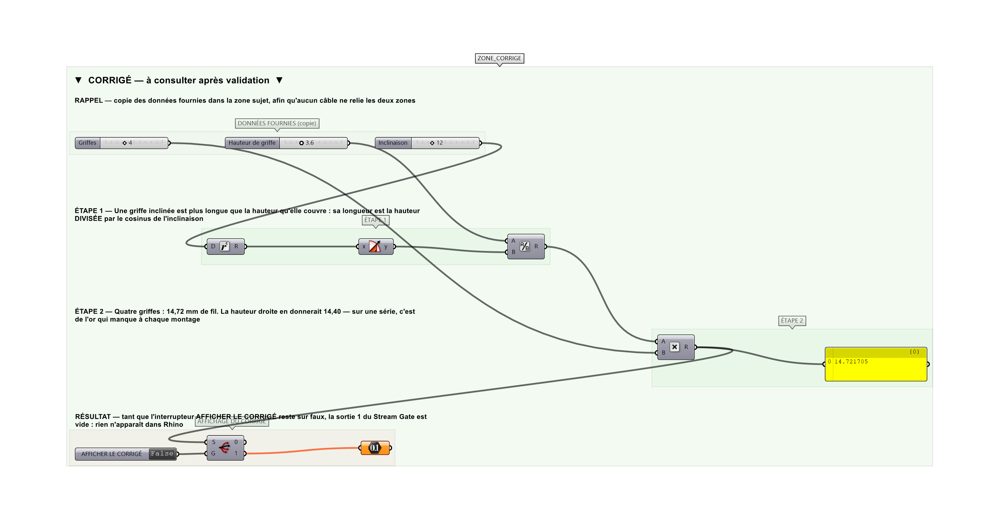 ZONE_CORRIGE
▼ CORRIGÉ — à consulter après validation ▼
RAPPEL — copie des données fournies dans la zone sujet, afin qu'aucun câble ne relie les deux zones
DONNÉES FOURNIES (copie)
Griffes 4
Hauteur de griffe 3.6
Inclinaison 12
ÉTAPE 1 — Une griffe inclinée est plus longue que la hauteur qu'elle couvre : sa longueur est la hauteur
DIVISÉE par le cosinus de l'inclinaison
ÉTAPE 1
D r c R
x y
A B A/B R
ÉTAPE 2 — Quatre griffes : 14,72 mm de fil. La hauteur droite en donnerait 14,40 — sur une série, c'est
de l'or qui manque à chaque montage
ÉTAPE 2
A B × R
{0}
0 14.721705
RÉSULTAT — tant que l'interrupteur AFFICHER LE CORRIGÉ reste sur faux, la sortie 1 du Stream Gate est
vide : rien n'apparaît dans Rhino
AFFICHAGE DU CORRIGÉ
S 0
G 1
AFFICHER LE CORRIGÉ False
0.1